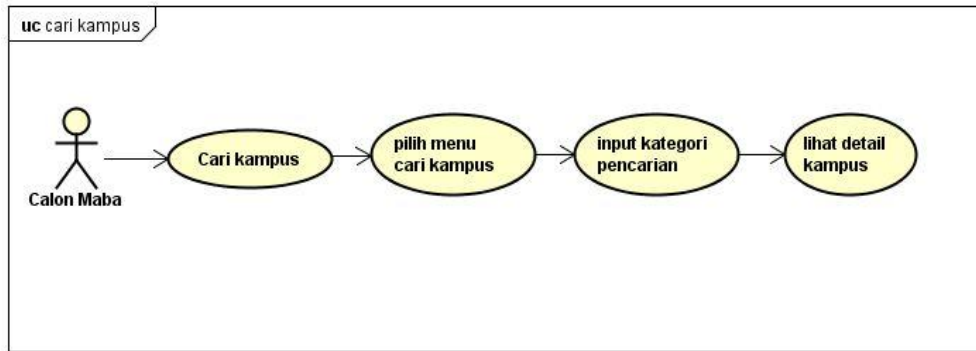 uc cari kampus
Calon Maba
Cari kampus
pilih menu
cari kampus
input kategori
pencarian
lihat detail
kampus